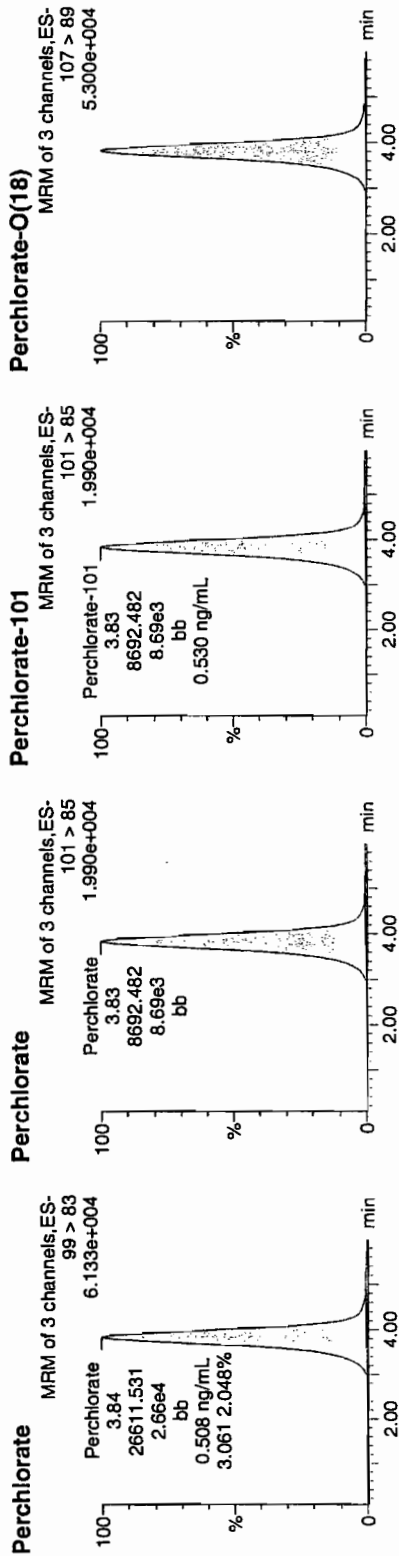 Perchlorate
MRM of 3 channels,ES-
99 > 83
6.133e+004
100
Perchlorate
3.84
26611.531
2.66e4
bb
0.508 ng/mL
3.061 2.048%
%
0
2.00
4.00
min
Perchlorate
MRM of 3 channels,ES-
101 > 85
1.990e+004
100
Perchlorate
3.83
8692.482
8.69e3
bb
%
0
2.00
4.00
min
Perchlorate-101
MRM of 3 channels,ES-
101 > 85
1.990e+004
100
Perchlorate-101
3.83
8692.482
8.69e3
bb
0.530 ng/mL
%
0
2.00
4.00
min
Perchlorate-O(18)
MRM of 3 channels,ES-
107 > 89
5.300e+004
100
%
0
2.00
4.00
min